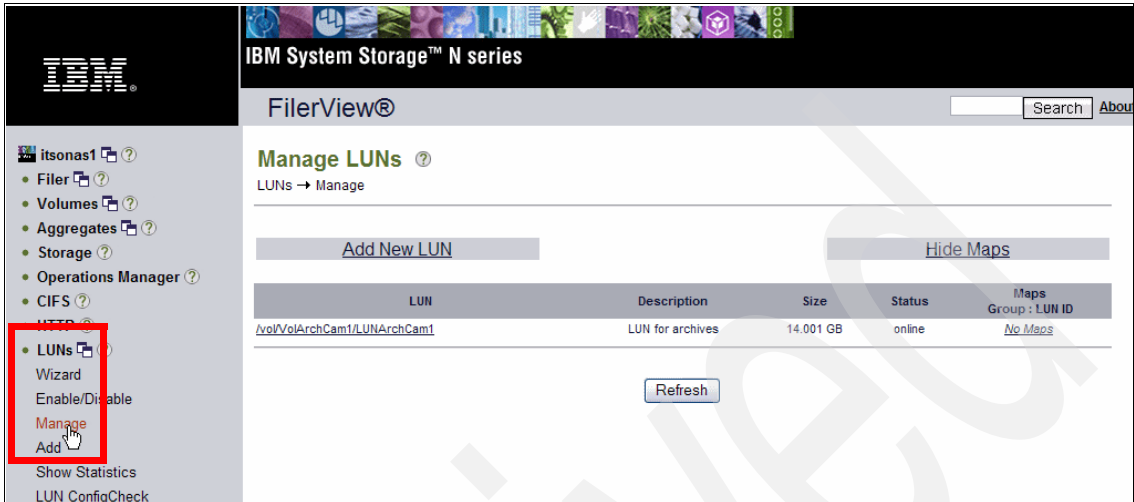 IBM®
IBM System Storage™ N series
FilerView®
Search
About
itsonas1
Filer
Volumes
Aggregates
Storage
Operations Manager
CIFS
HTTP
LUNs
Wizard
Enable/Disable
Manage
Add
Show Statistics
LUN ConfigCheck
Manage LUNs
LUNs → Manage
Add New LUN Hide Maps
LUN Description Size Status Maps
Group : LUN ID
/vol/VolArchCam1/LUNArchCam1 LUN for archives 14.001 GB online No Maps
Refresh